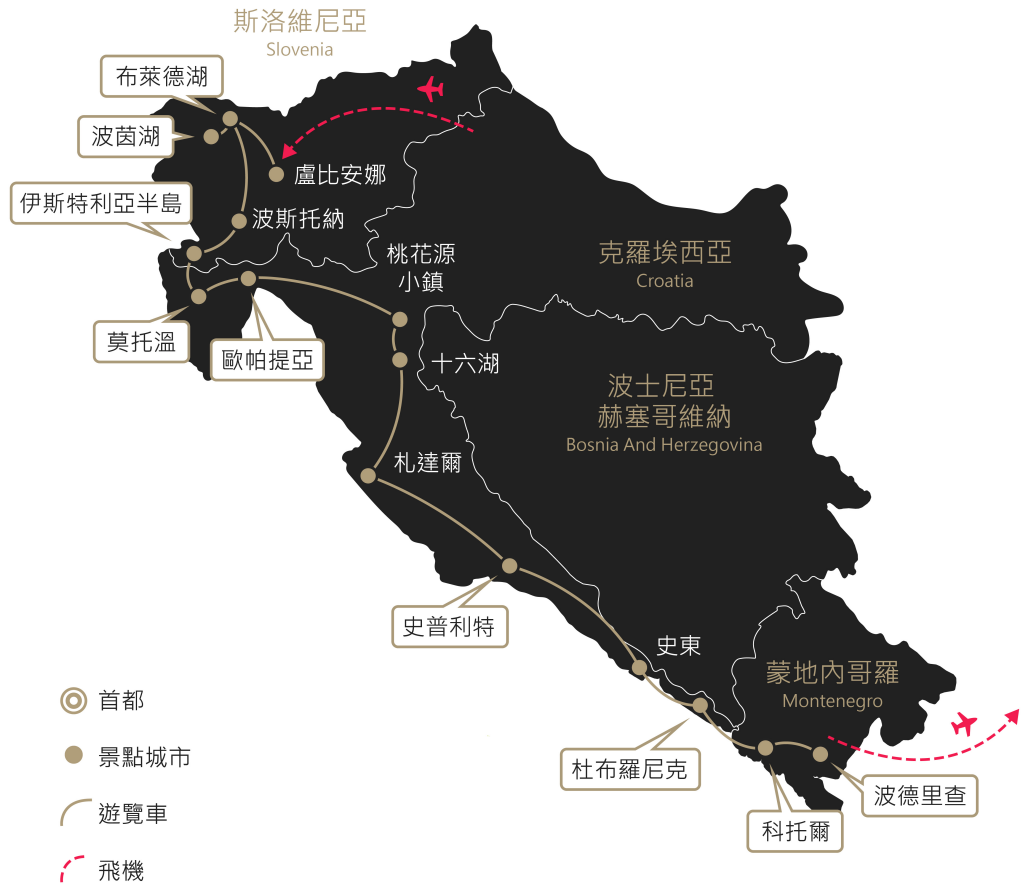 斯洛維尼亞
Slovenia
布萊德湖
波茵湖
盧比安娜
伊斯特利亞半島
波斯托納
桃花源
小鎮
克羅埃西亞
Croatia
莫托溫
歐帕提亞
十六湖
波士尼亞
赫塞哥維納
Bosnia And Herzegovina
札達爾
史普利特
史東
蒙地內哥羅
Montenegro
杜布羅尼克
波德里查
科托爾
首都
景點城市
遊覽車
飛機